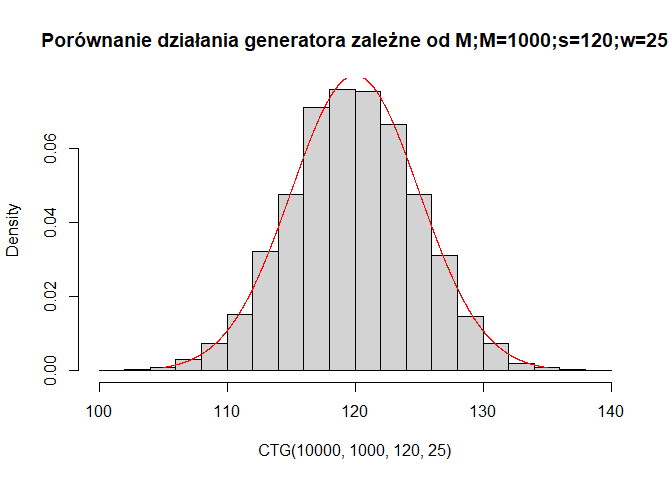 Porównanie działania generatora zależne od M;M=1000;s=120;w=25
Density
0.06
0.04
0.02
0.00
100 110 120 130 140
CTG(10000, 1000, 120, 25)